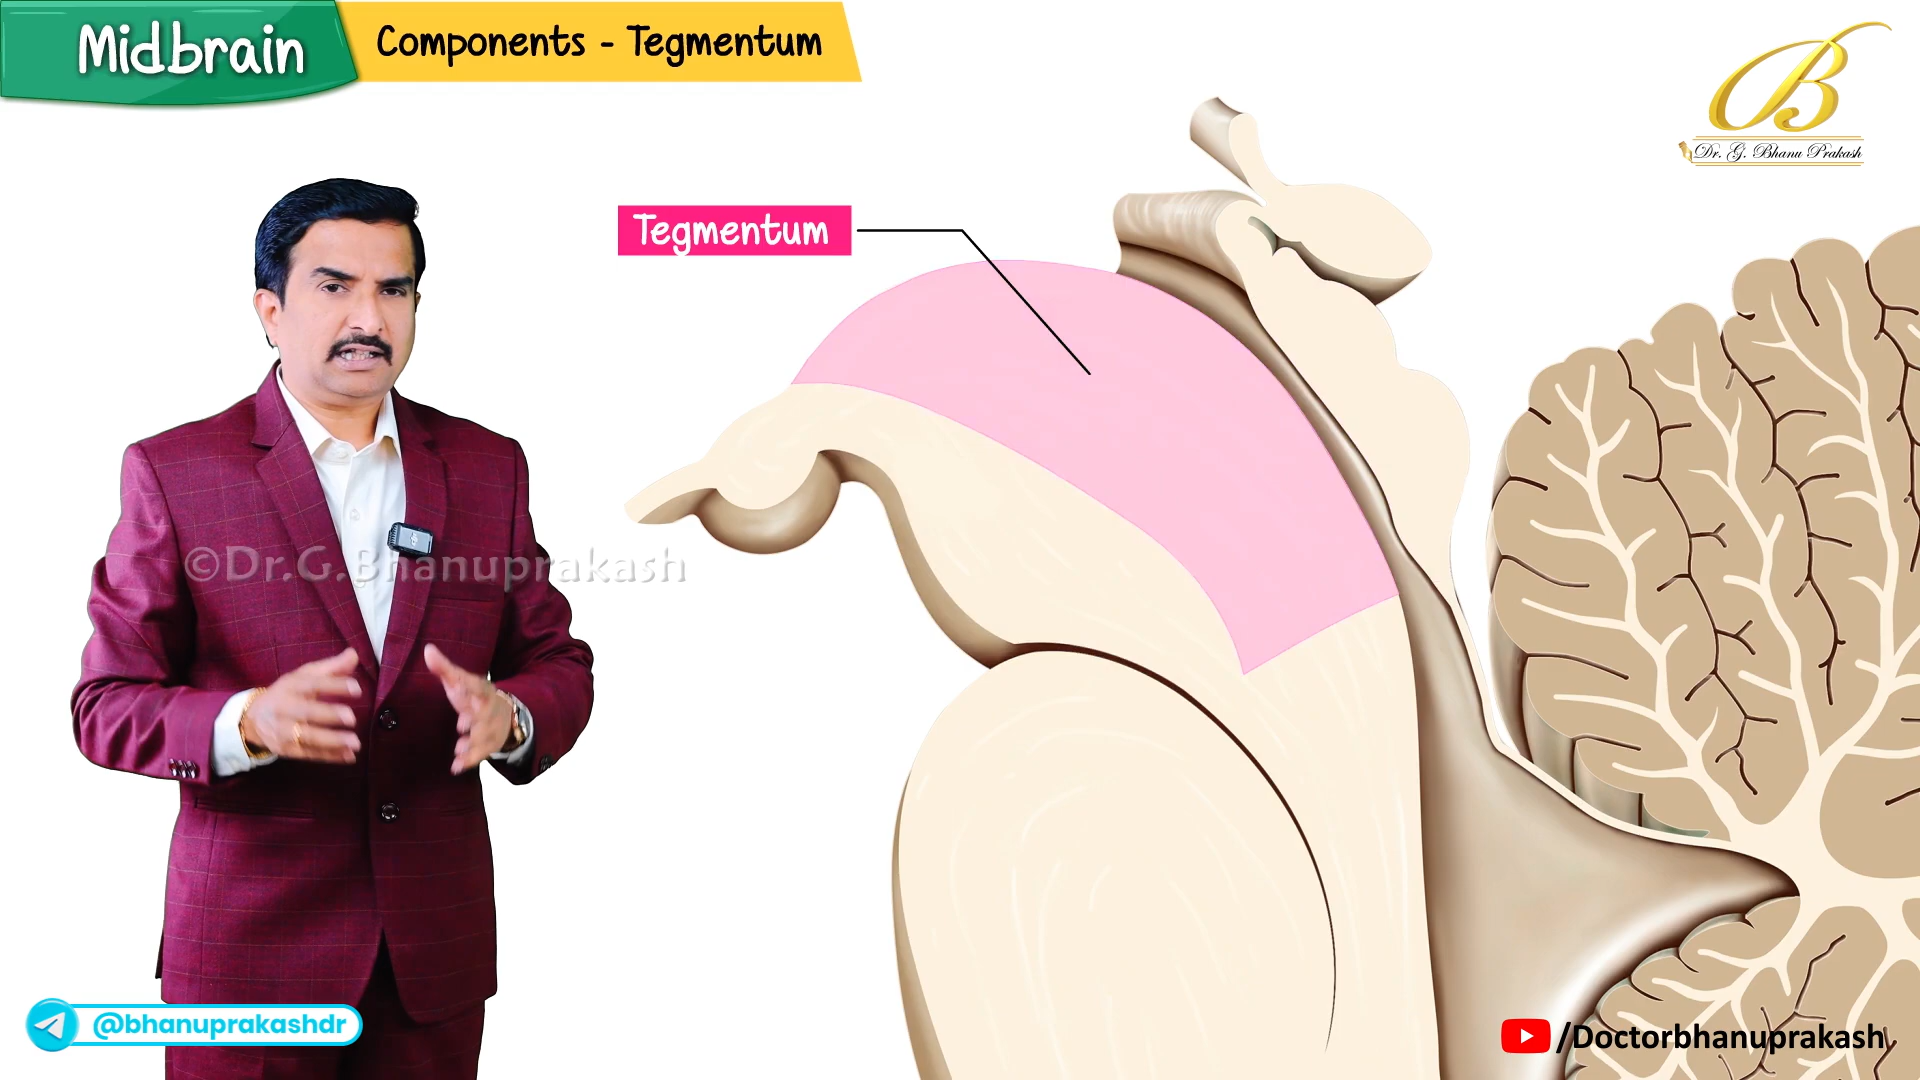 Midbrain
Components - Tegmentum
Dr. G. Bhanu Prakash
Tegmentum
©Dr.G.Bhanuprakash
@bhanuprakashdr
/Doctorbhanuprakash